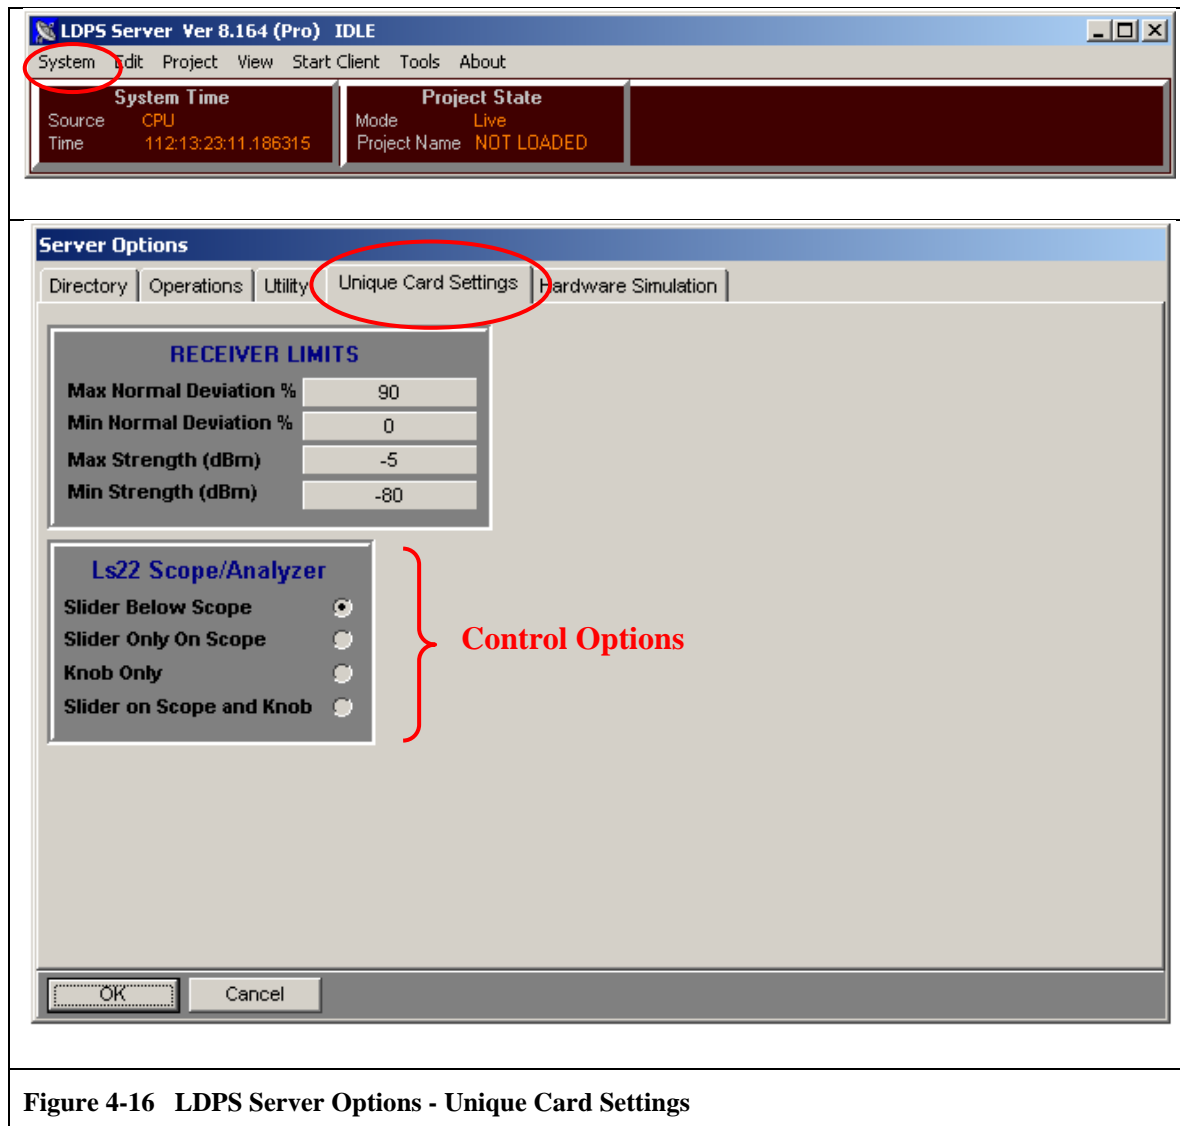 LDPS Server Ver 8.164 (Pro) IDLE
System Edit Project View Start Client Tools About
System Time
Source CPU
Time 112:13:23:11.186315
Project State
Mode Live
Project Name NOT LOADED
Server Options
Directory Operations Utility Unique Card Settings Hardware Simulation
RECEIVER LIMITS
Max Normal Deviation % 90
Min Normal Deviation % 0
Max Strength (dBm) -5
Min Strength (dBm) -80
Ls22 Scope/Analyzer
Slider Below Scope
Slider Only On Scope
Knob Only
Slider on Scope and Knob
Control Options
OK Cancel
Figure 4-16 LDPS Server Options - Unique Card Settings